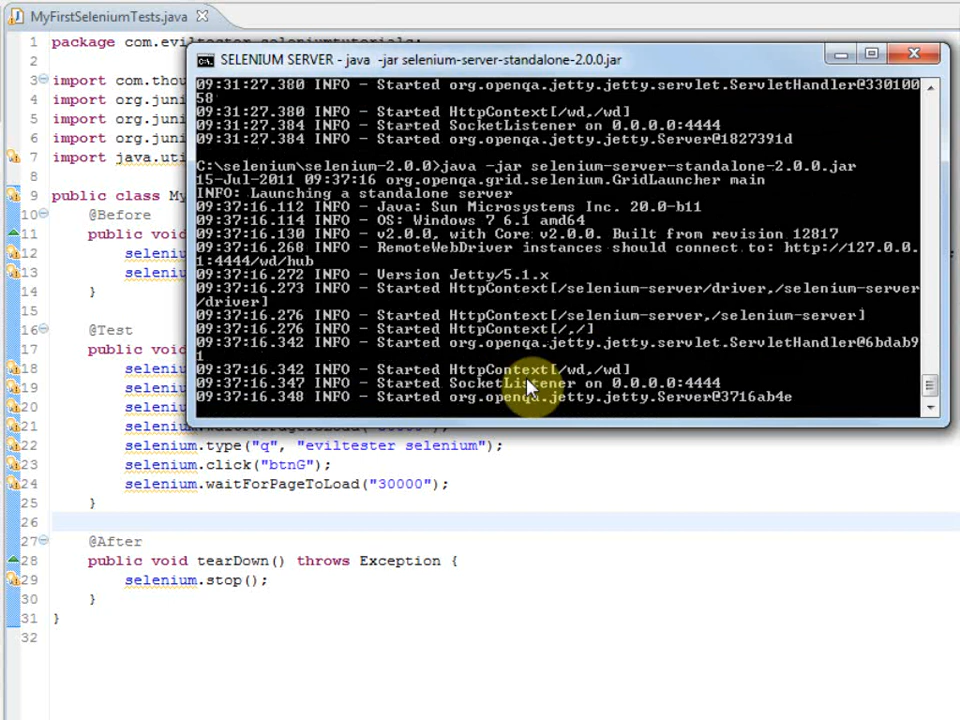 MyFirstSeleniumTests.java
1 package com.eviltester.seleniumtutorials;
SELENIUM SERVER - java -jar selenium-server-standalone-2.0.0.jar
2
3 import com.thou
4 import org.juni
5 import org.juni
6 import org.juni
7 import java.uti
8
9 public class My
10 @Before
11 public void
12 seleniu
13 seleniu
14 }
15
16 @Test
17 public void
18 seleniu
19 seleniu
20 seleniu
09:31:27.380 INFO - Started org.openqa.jetty.jetty.servlet.ServletHandler@330100
58
09:31:27.380 INFO - Started HttpContext[/wd,/wd]
09:31:27.384 INFO - Started SocketListener on 0.0.0.0:4444
09:31:27.384 INFO - Started org.openqa.jetty.jetty.Server@1827391d
C:\selenium\selenium-2.0.0>java -jar selenium-server-standalone-2.0.0.jar
15-Jul-2011 09:37:16 org.openqa.grid.selenium.GridLauncher main
INFO: Launching a standalone server
09:37:16.112 INFO - Java: Sun Microsystems Inc. 20.0-b11
09:37:16.114 INFO - OS: Windows 7 6.1 amd64
09:37:16.130 INFO - v2.0.0, with Core v2.0.0. Built from revision 12817
09:37:16.268 INFO - RemoteWebDriver instances should connect to: http://127.0.0.
1:4444/wd/hub
09:37:16.272 INFO - Version Jetty/5.1.x
09:37:16.273 INFO - Started HttpContext[/selenium-server/driver,/selenium-server
/driver]
09:37:16.276 INFO - Started HttpContext[/selenium-server,/selenium-server]
09:37:16.276 INFO - Started HttpContext[/,/]
09:37:16.342 INFO - Started org.openqa.jetty.jetty.servlet.ServletHandler@6bdab9
1
09:37:16.342 INFO - Started HttpContext[/wd,/wd]
09:37:16.347 INFO - Started SocketListener on 0.0.0.0:4444
09:37:16.348 INFO - Started org.openqa.jetty.jetty.Server@3716ab4e
21 selenium.waitForPageToLoad("30000");
22 selenium.type("q", "eviltester selenium");
23 selenium.click("btnG");
24 selenium.waitForPageToLoad("30000");
25 }
26
27 @After
28 public void tearDown() throws Exception {
29 selenium.stop();
30 }
31 }
32